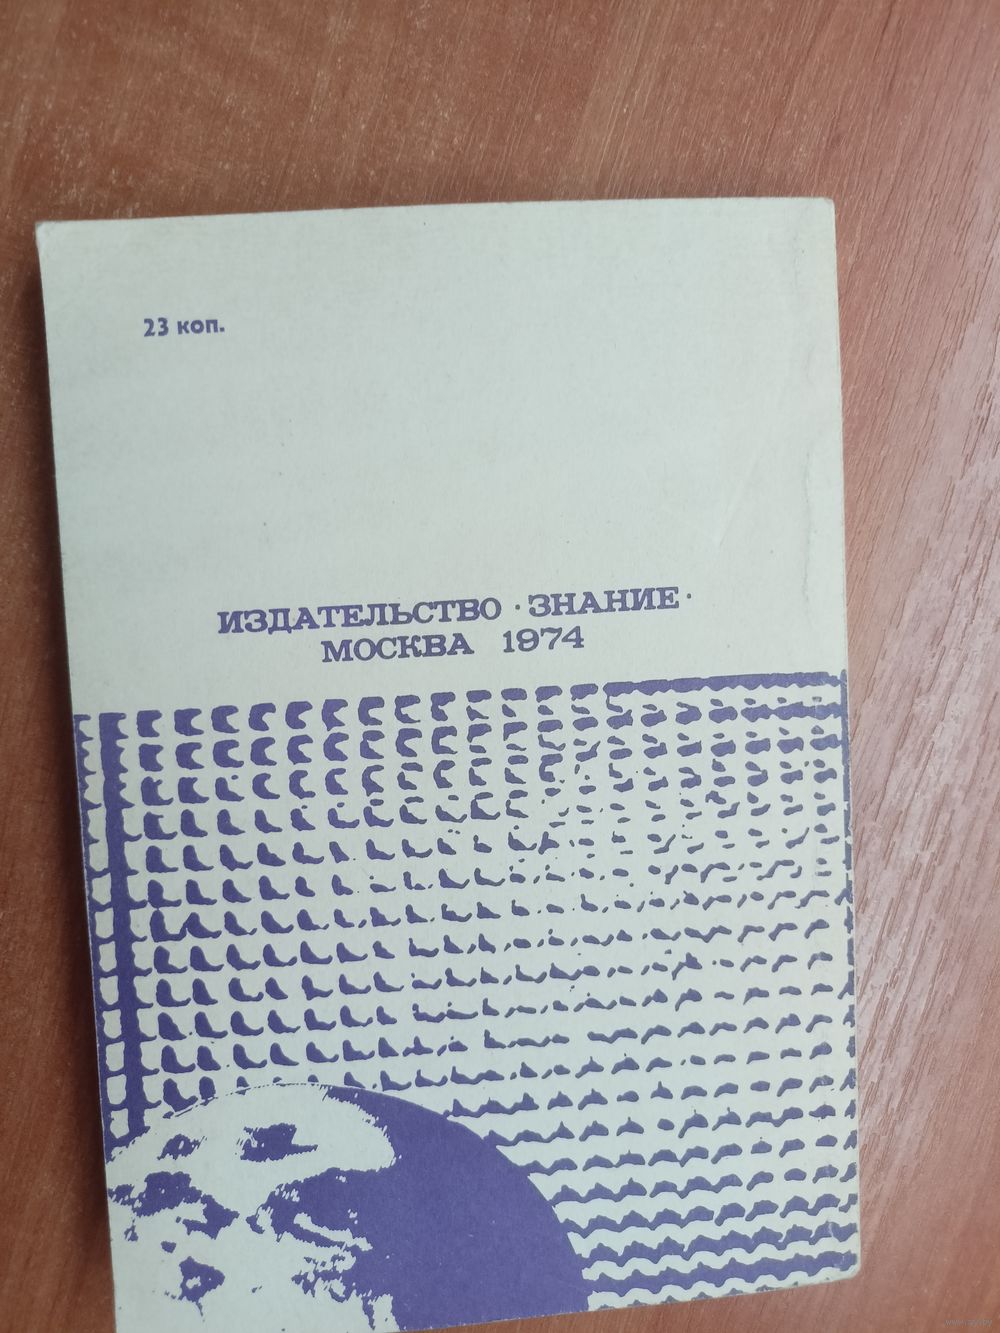 23 коп.
ИЗДАТЕЛЬСТВО · ЗНАНИЕ ·
МОСКВА 1974